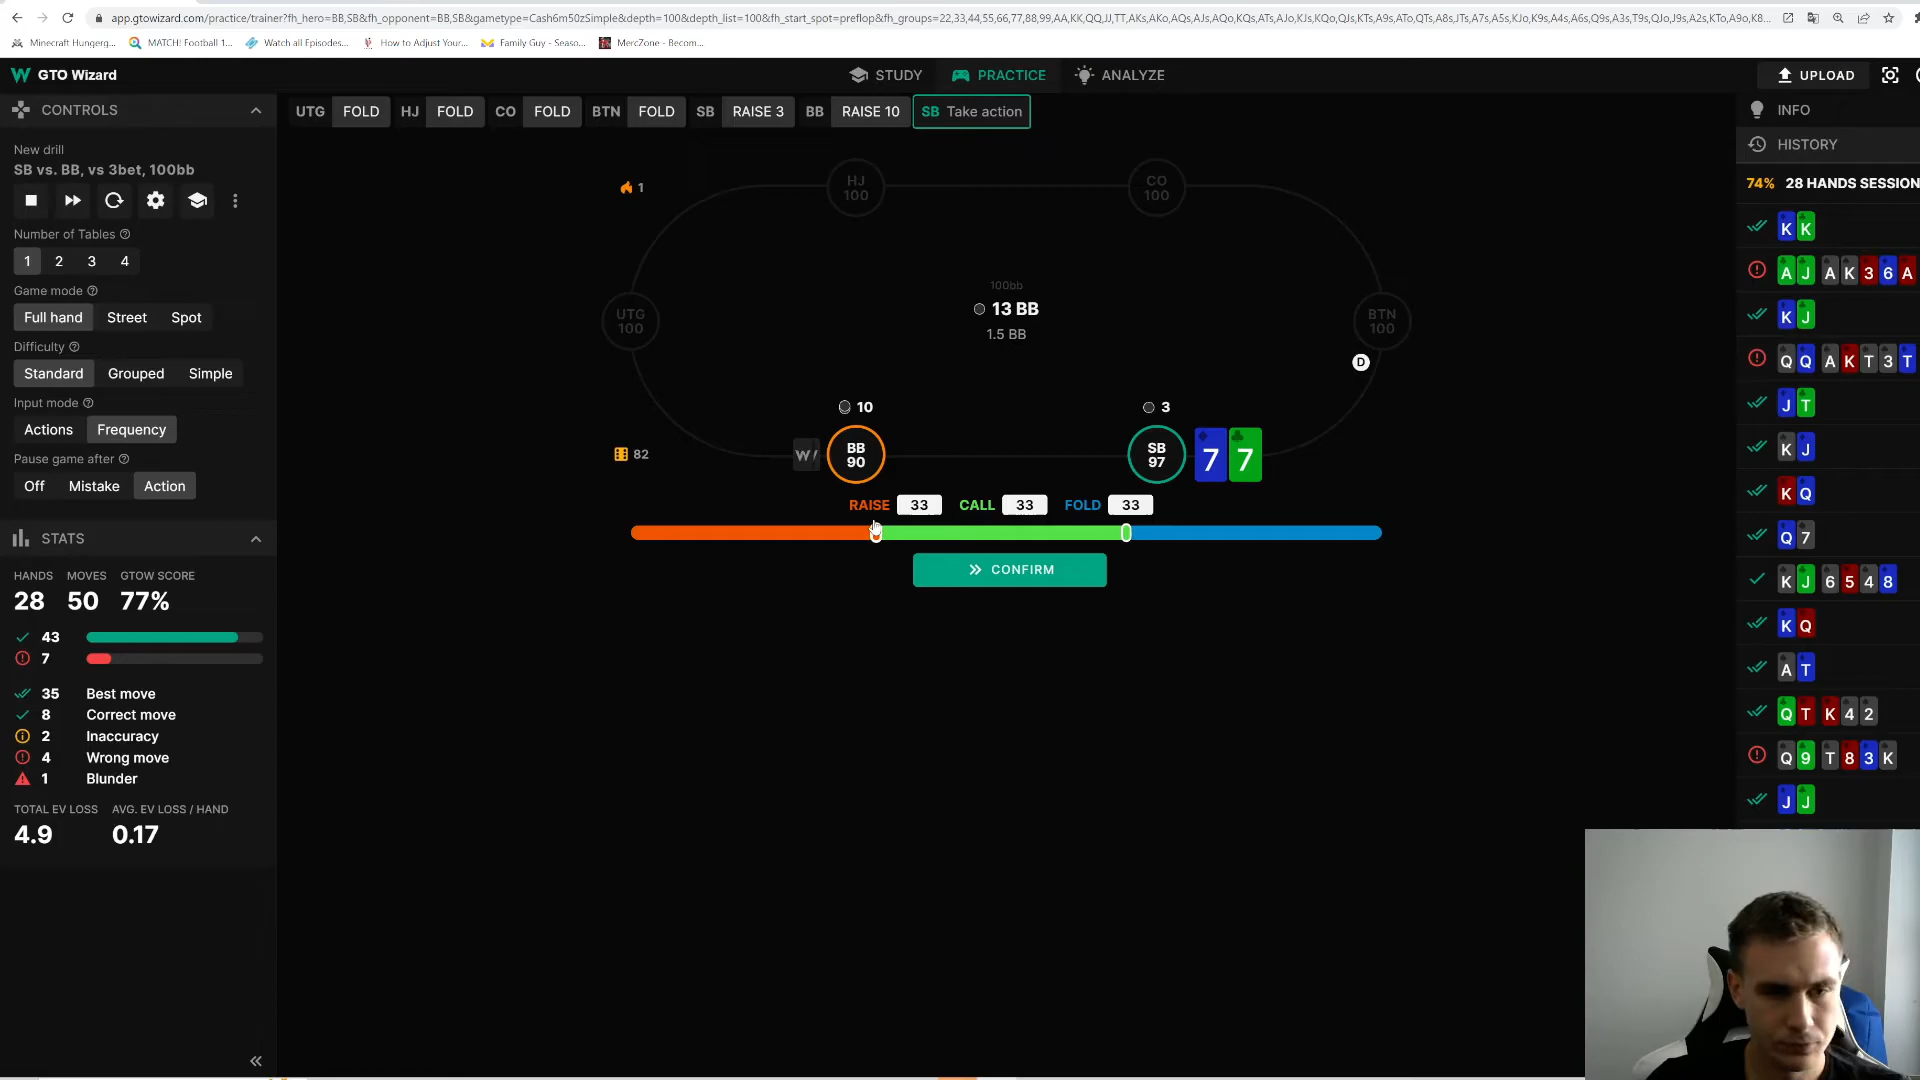 app.gtowizard.com/practice/trainer?fh_hero=BB,SB&fh_opponent=BB,SB&gametype=Cash6m50zSimple&depth=100&depth_list=100&fh_start_spot=preflop&fh_groups=22,33,44,55,66,77,88,99,AA,KK,QQ,JJ,TT,AKs,AKo,AQs,AJs,AQo,KQs,ATs,AJo,KJs,KQo,QJs,KTs,A9s,ATo,QTs,A8s,JTs,A7s,A5s,KJo,K9s,A4s,A6s,Q9s,A3s,T9s,QJo,J9s,A2s,KTo,A9o,K8...
Minecraft Hungerg...
MATCH! Football 1...
Watch all Episodes...
How to Adjust Your...
Family Guy - Seaso...
MercZone - Becom...
GTO Wizard
STUDY
PRACTICE
ANALYZE
UPLOAD
CONTROLS
UTG FOLD HJ FOLD CO FOLD BTN FOLD SB RAISE 3 BB RAISE 10 SB Take action
INFO
New drill
SB vs. BB, vs 3bet, 100bb
Number of Tables
1 2 3 4
Game mode
Full hand Street Spot
Difficulty
Standard Grouped Simple
Input mode
Actions Frequency
Pause game after
Off Mistake Action
STATS
HANDS MOVES GTOW SCORE
28 50 77%
43
7
35 Best move
8 Correct move
2 Inaccuracy
4 Wrong move
1 Blunder
TOTAL EV LOSS AVG. EV LOSS / HAND
4.9 0.17
1
HJ
100
CO
100
UTG
100
100bb
13 BB
1.5 BB
BTN
100
D
10
3
82
W
BB
90
SB
97
7 7
RAISE 33 CALL 33 FOLD 33
CONFIRM
HISTORY
74% 28 HANDS SESSION
K K
A J A K 3 6 A
K J
Q Q A K T 3 T
J T
K J
K Q
Q 7
K J 6 5 4 8
K Q
A T
Q T K 4 2
Q 9 T 8 3 K
J J